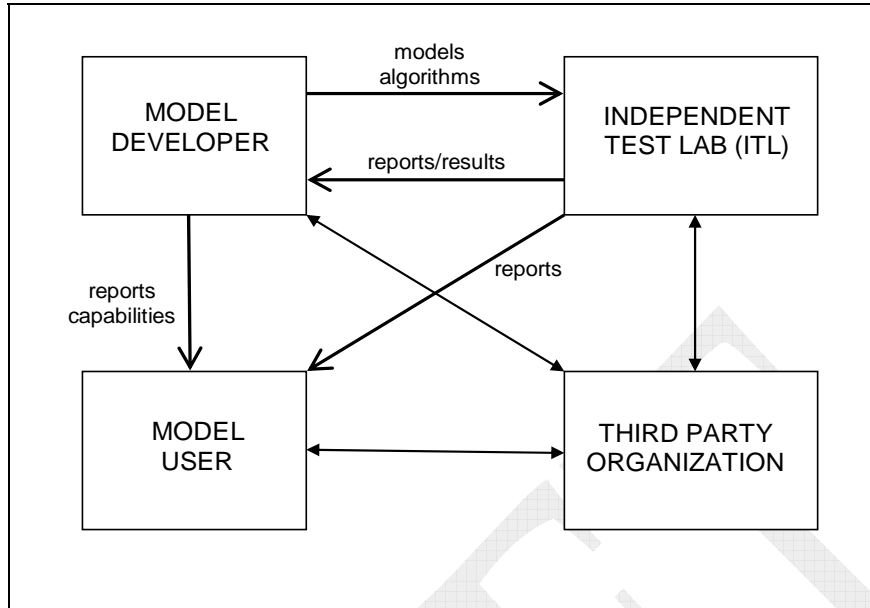 models
algorithms
MODEL
DEVELOPER
INDEPENDENT
TEST LAB (ITL)
reports/results
reports
reports
capabilities
MODEL
USER
THIRD PARTY
ORGANIZATION